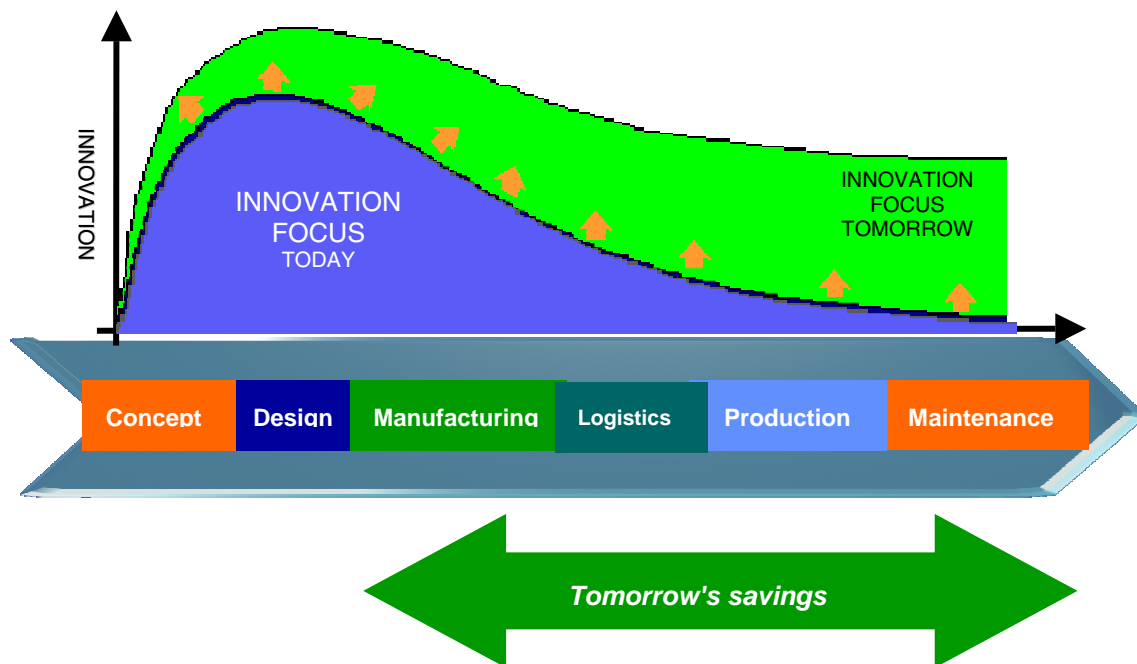 INNOVATION
INNOVATION
FOCUS
TODAY
INNOVATION
FOCUS
TOMORROW
Concept
Design
Manufacturing
Logistics
Production
Maintenance
Tomorrow's savings